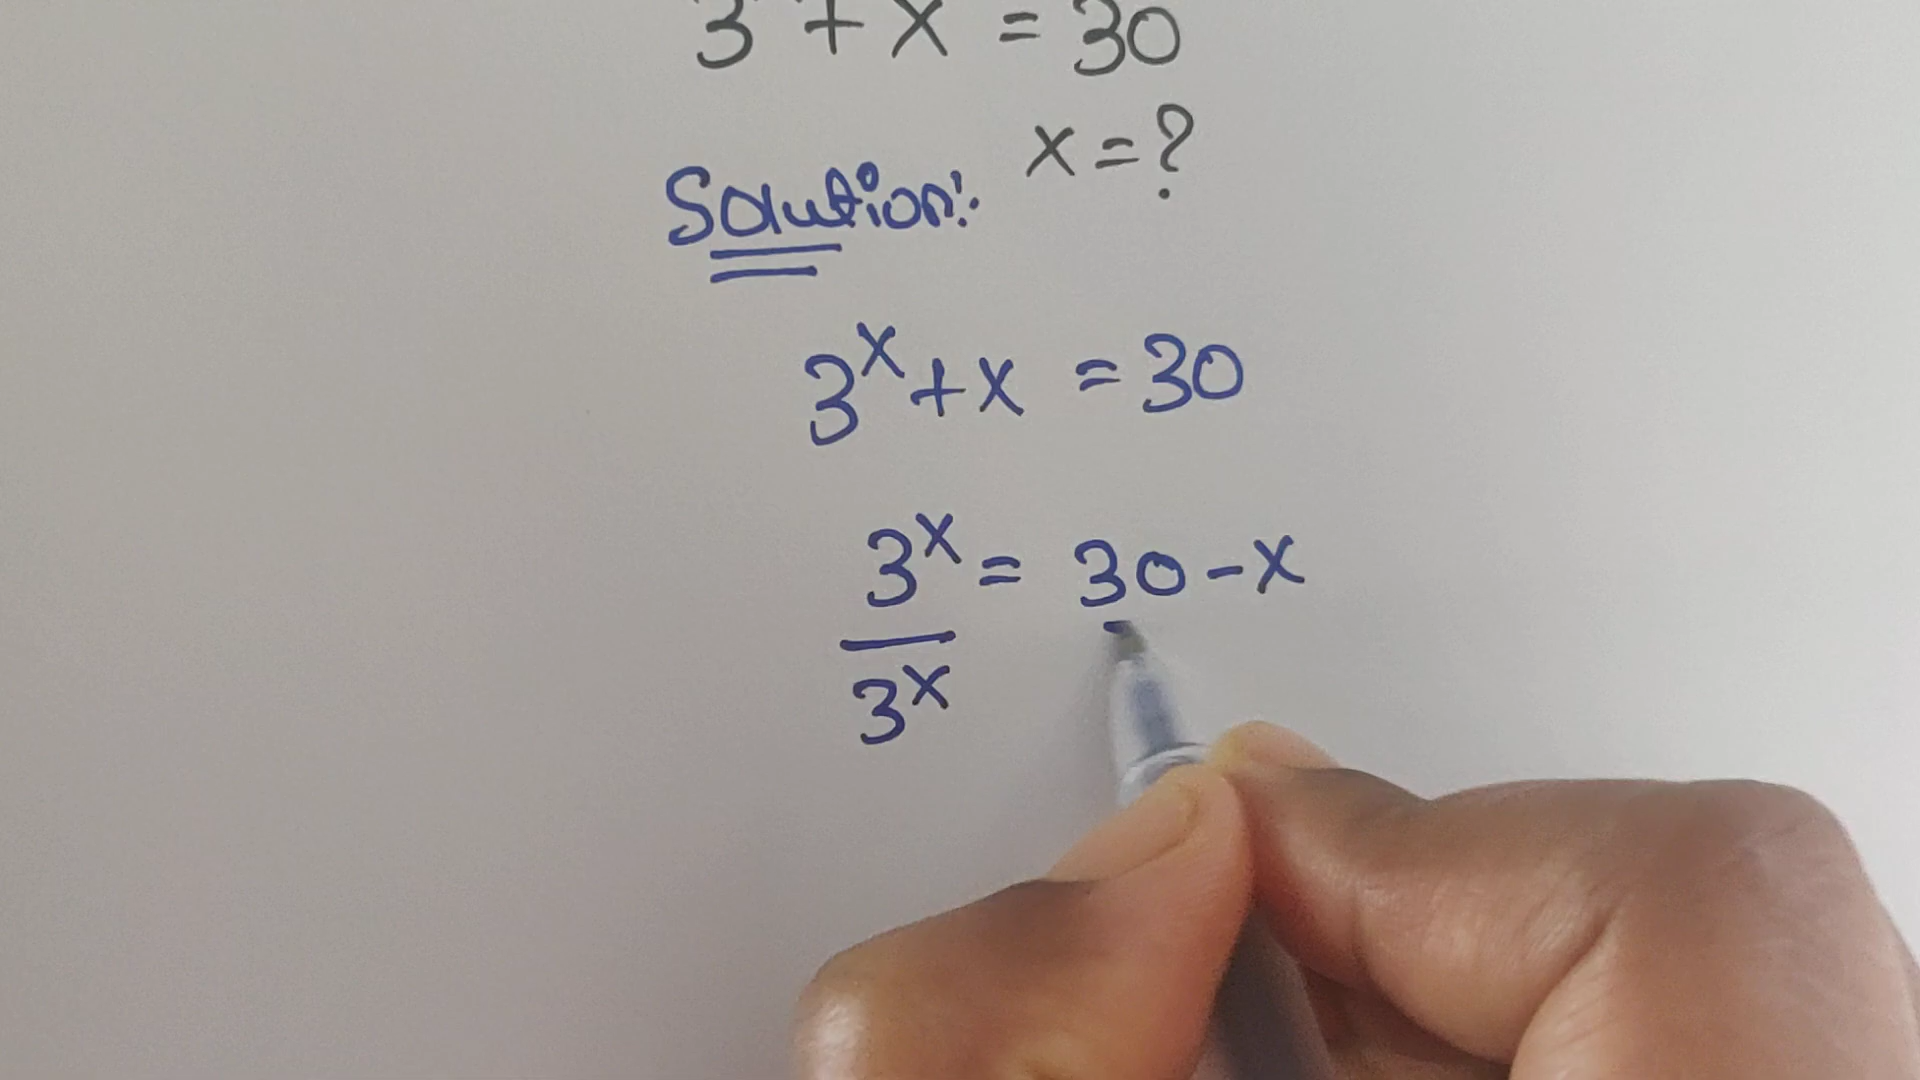 3 + x = 30
x = ?
Solution:
3^x + x = 30
3^x = 30 - x
3^x